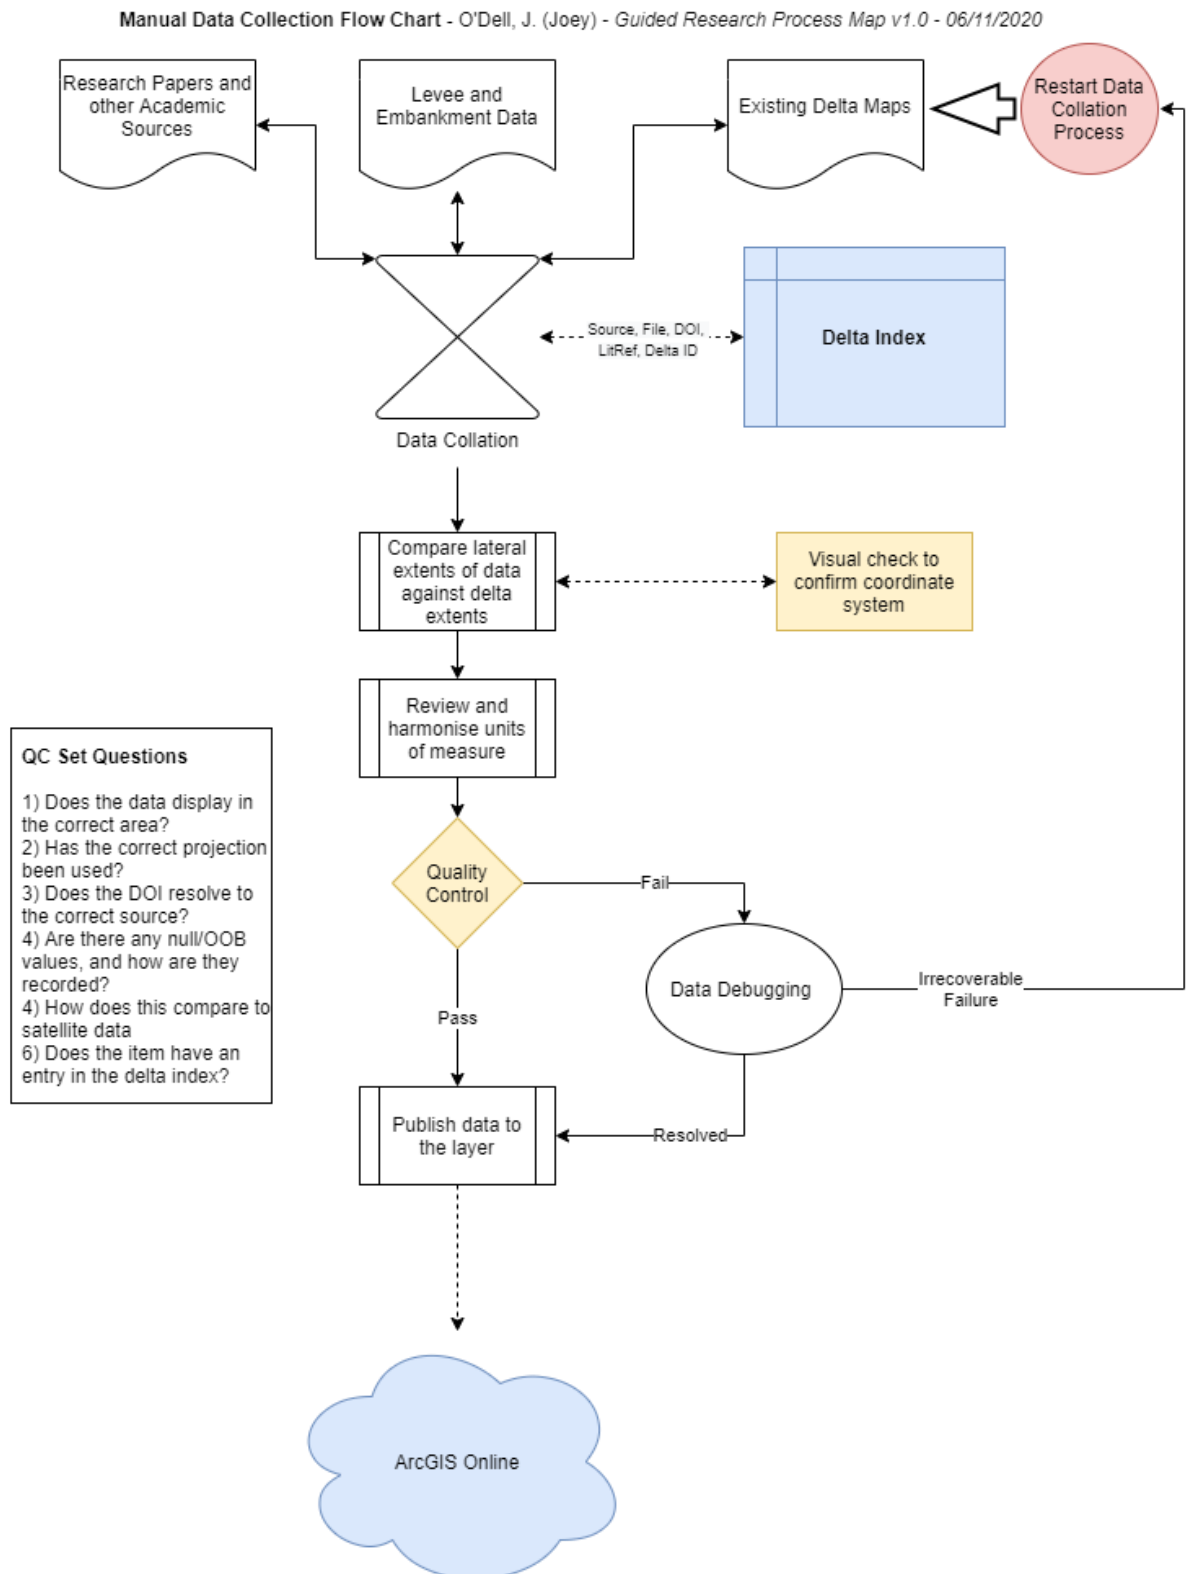 Manual Data Collection Flow Chart - O'Dell, J. (Joey) - Guided Research Process Map v1.0 - 06/11/2020
Research Papers and
other Academic
Sources
Levee and
Embankment Data
Existing Delta Maps
Restart Data
Collation
Process
Source, File, DOI,
LitRef, Delta ID
Delta Index
Data Collation
Compare lateral
extents of data
against delta
extents
Visual check to
confirm coordinate
system
Review and
harmonise units
of measure
QC Set Questions
1) Does the data display in
the correct area?
2) Has the correct projection
been used?
3) Does the DOI resolve to
the correct source?
4) Are there any null/OOB
values, and how are they
recorded?
4) How does this compare to
satellite data
6) Does the item have an
entry in the delta index?
Quality
Control
Fail
Data Debugging
Irrecoverable
Failure
Pass
Publish data to
the layer
Resolved
ArcGIS Online